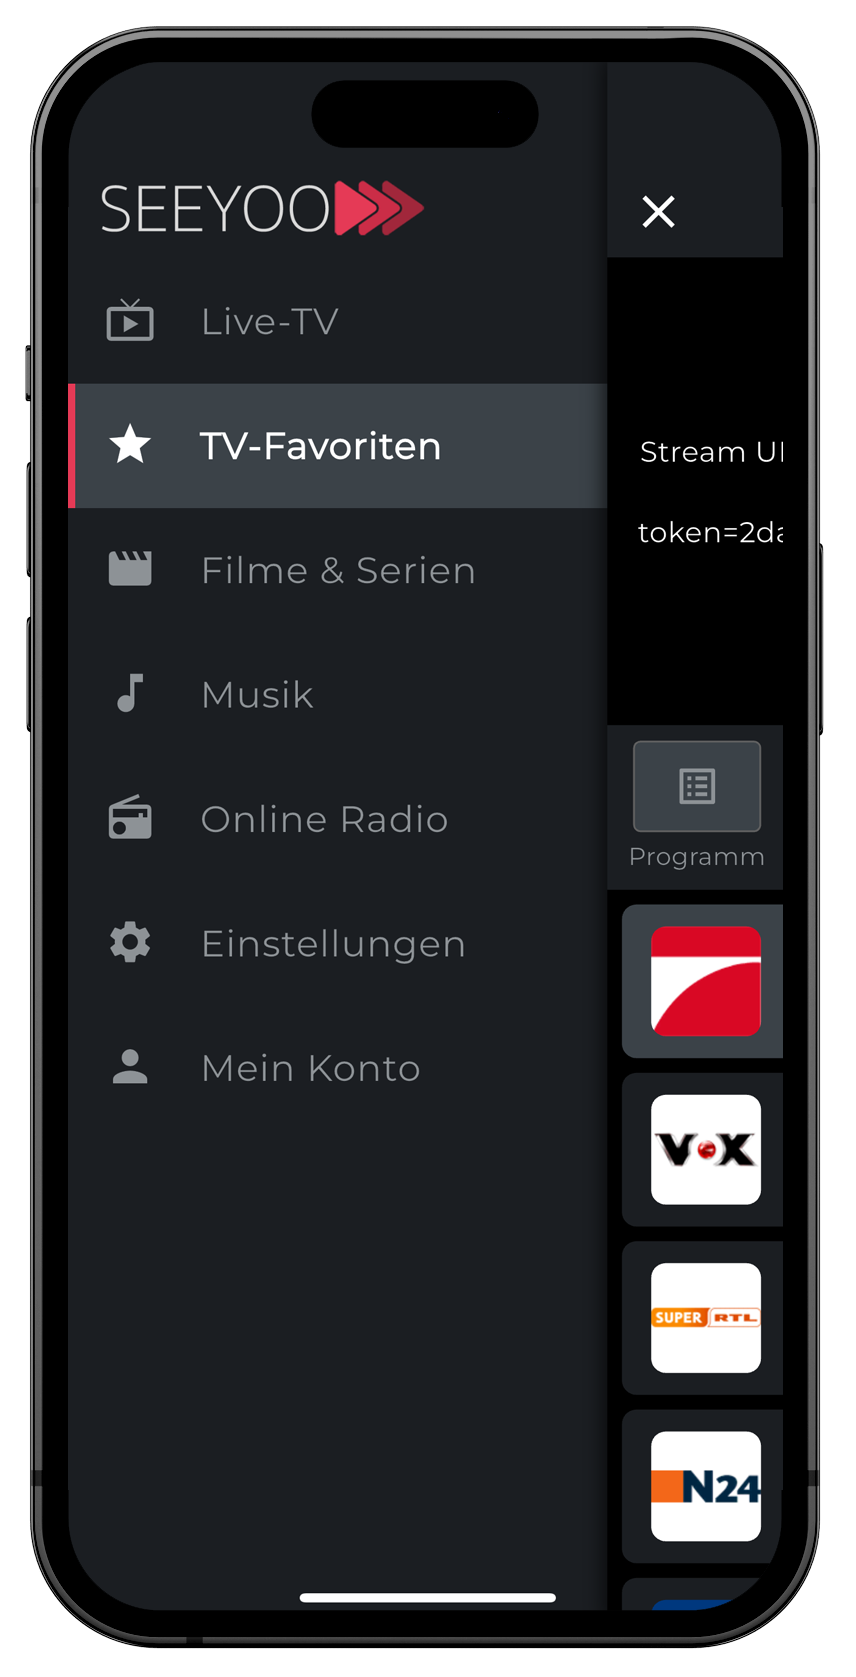 SEEYOO
Live-TV
TV-Favoriten
Filme & Serien
Musik
Online Radio
Einstellungen
Mein Konto
Stream
token=2da
Programm
VOX
SUPER RTL
N24